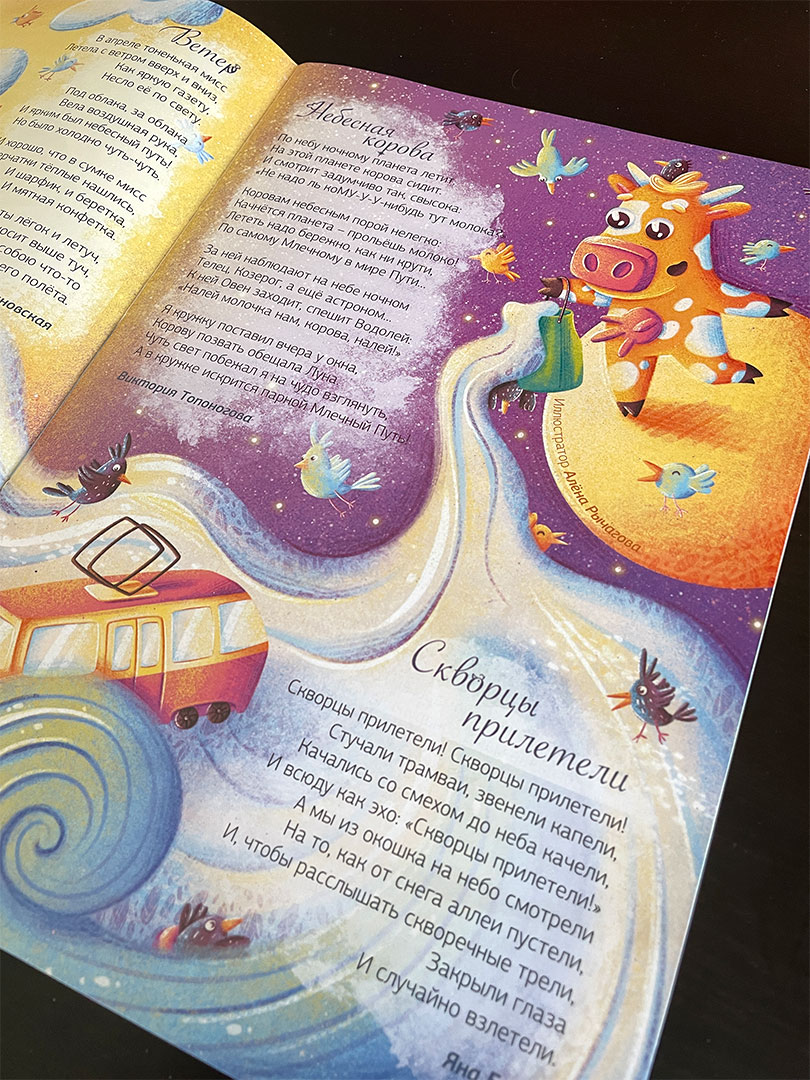 Ветер
В апреле тоненькая мисс
Летела с ветром вверх и вниз,
Как яркую газету,
Несло её по свету.
Под облака, за облака
Вела воздушная рука,
И ярким был небесный путь!
Но было холодно чуть-чуть,
И хорошо, что в сумке мисс
тёплые нашлись,
И шарфик, и беретка,
И мятная конфетка.
лёгок и летуч,
выше туч,
собою что-то
полёта.
Небесная
корова
По небу ночному планета летит,
На этой планете корова сидит.
И смотрит задумчиво так, свысока:
«Не надо ль коМУ-У-У-нибудь тут молока?»
Коровам небесным порой нелегко:
Качнётся планета – прольёшь молоко!
Лететь надо бережно, как ни крути,
По самому Млечному в мире Пути...
За ней наблюдают на небе ночном
Телец, Козерог, а ещё астроном...
К ней Овен заходит, спешит Водолей:
«Налей молочка нам, корова, налей!»
Я кружку поставил вчера у окна,
Корову позвать обещала Луна.
Чуть свет побежал я на чудо взглянуть,
А в кружке искрится парной Млечный Путь!
Виктория Топоногова
Иллюстратор Алёна Рычагова
Скворцы
прилетели
Скворцы прилетели! Скворцы прилетели!
Стучали трамваи, звенели капели,
Качались со смехом до неба качели,
И всюду как эхо: «Скворцы прилетели!»
А мы из окошка на небо смотрели
На то, как от снега аллеи пустели,
И, чтобы расслышать скворечные трели,
Закрыли глаза
И случайно взлетели.
Яна